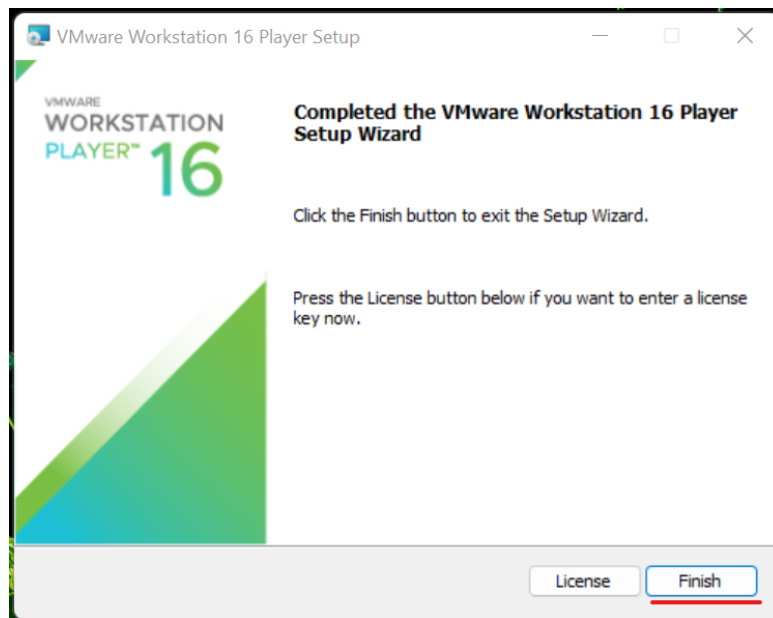 VMware Workstation 16 Player Setup
VMWARE
WORKSTATION
PLAYER™ 16
Completed the VMware Workstation 16 Player
Setup Wizard
Click the Finish button to exit the Setup Wizard.
Press the License button below if you want to enter a license
key now.
License
Finish